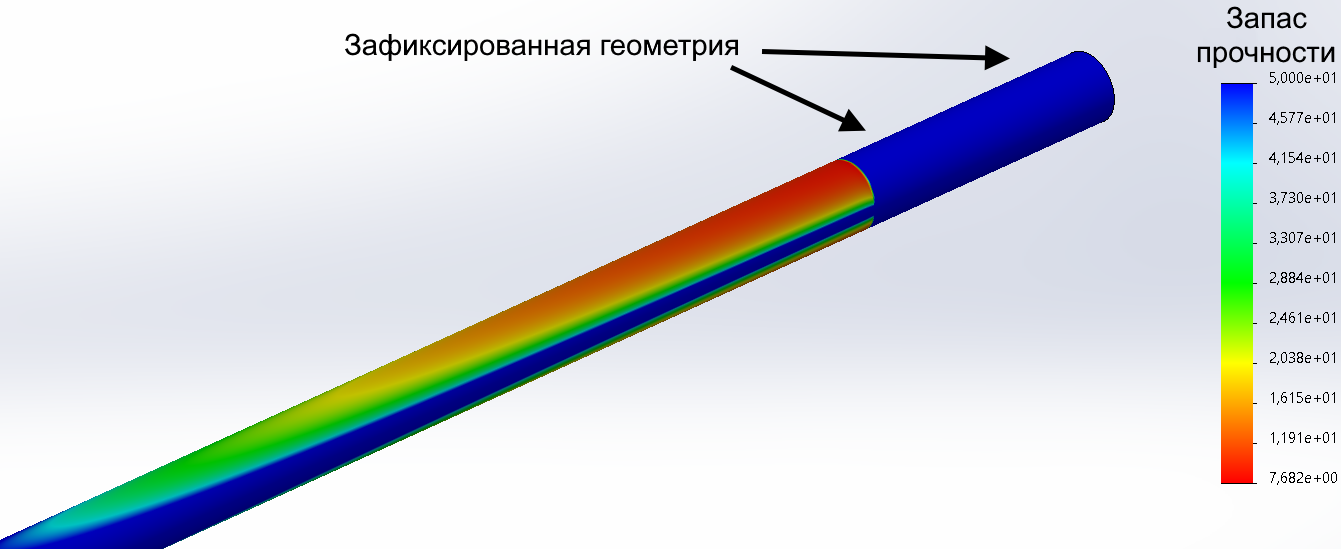 Зафиксированная геометрия
Запас
прочности
5,000e+01
4,577e+01
4,154e+01
3,730e+01
3,307e+01
2,884e+01
2,461e+01
2,038e+01
1,615e+01
1,191e+01
7,682e+00